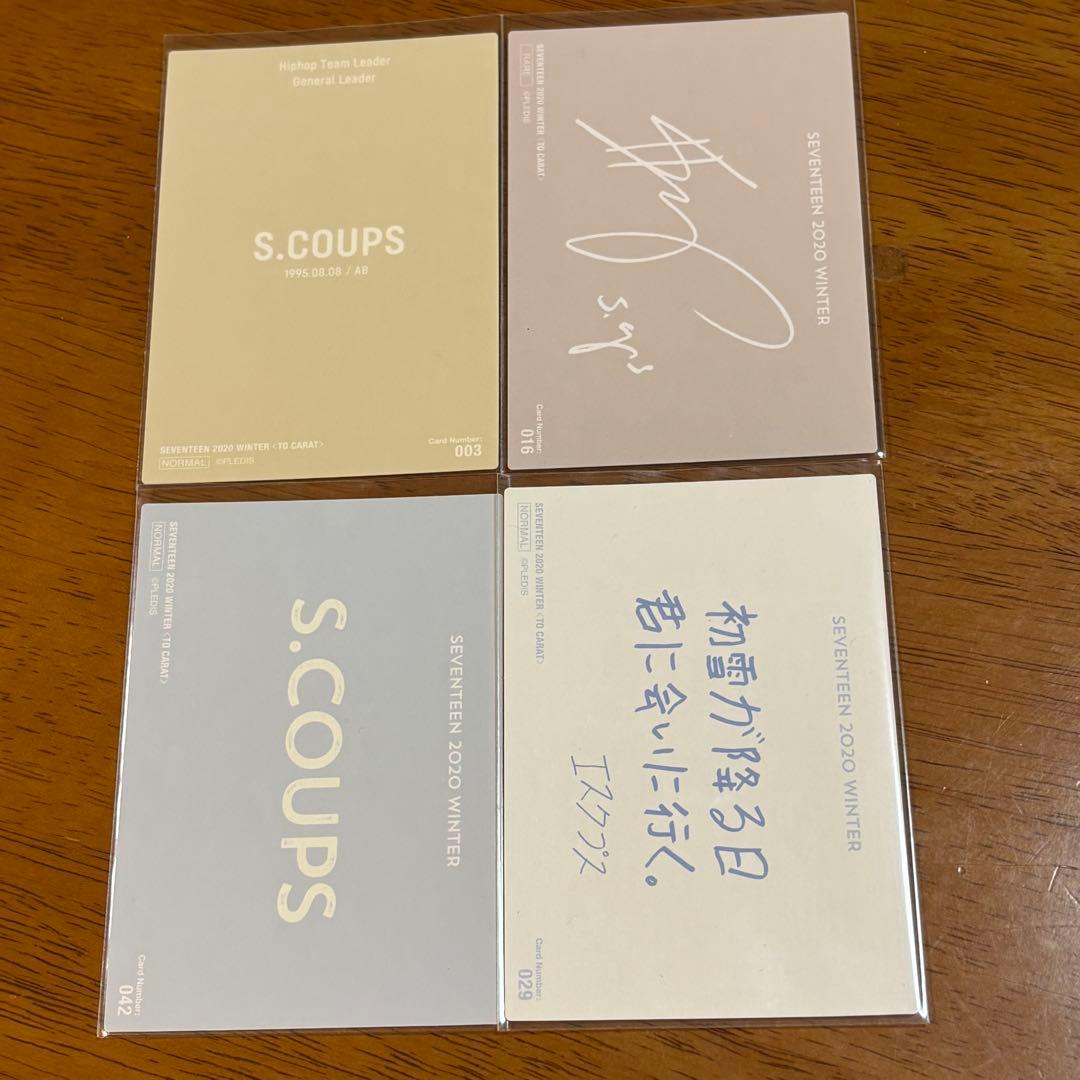 Hiphop Team Leader
General Leader
S.COUPS
1995.08.08 / AB
SEVENTEEN 2020 WINTER <TO CARAT>
NORMAL ©PLEDIS
Card Number:
003
SEVENTEEN 2020 WINTER
s.cps
SEVENTEEN 2020 WINTER <TO CARAT>
RARE ©PLEDIS
Card Number:
016
SEVENTEEN 2020 WINTER
S.COUPS
SEVENTEEN 2020 WINTER <TO CARAT>
NORMAL ©PLEDIS
Card Number:
042
SEVENTEEN 2020 WINTER
初雪が降る日
君に会いに行く。
エスクプス
SEVENTEEN 2020 WINTER <TO CARAT>
NORMAL ©PLEDIS
Card Number:
029